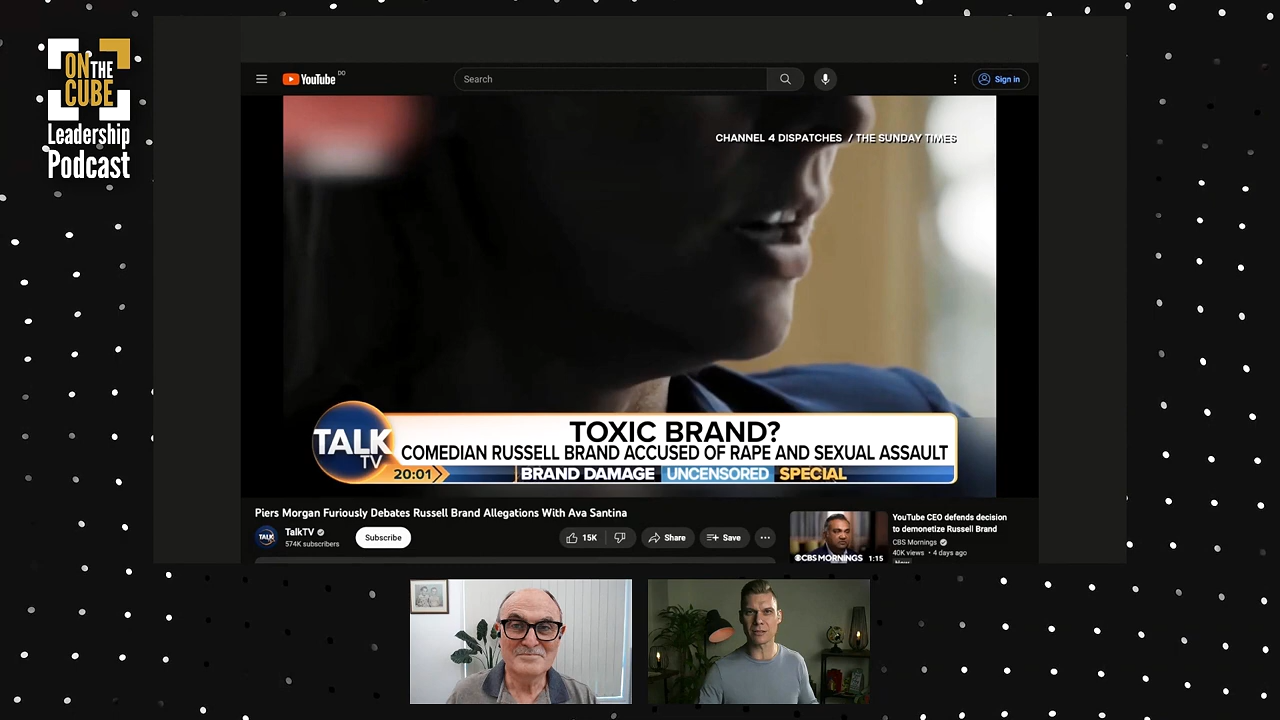 ON THE
CUBE
Leadership
Podcast
YouTube DO
Search
Sign in
CHANNEL 4 DISPATCHES / THE SUNDAY TIMES
TALK
TV
TOXIC BRAND?
COMEDIAN RUSSELL BRAND ACCUSED OF RAPE AND SEXUAL ASSAULT
20:01
BRAND DAMAGE UNCENSORED SPECIAL
Piers Morgan Furiously Debates Russell Brand Allegations With Ava Santina
TALK
TalkTV
574K subscribers
Subscribe
15K
Share
Save
CBS MORNINGS 1:15
YouTube CEO defends decision
to demonetize Russell Brand
CBS Mornings
40K views • 4 days ago
New